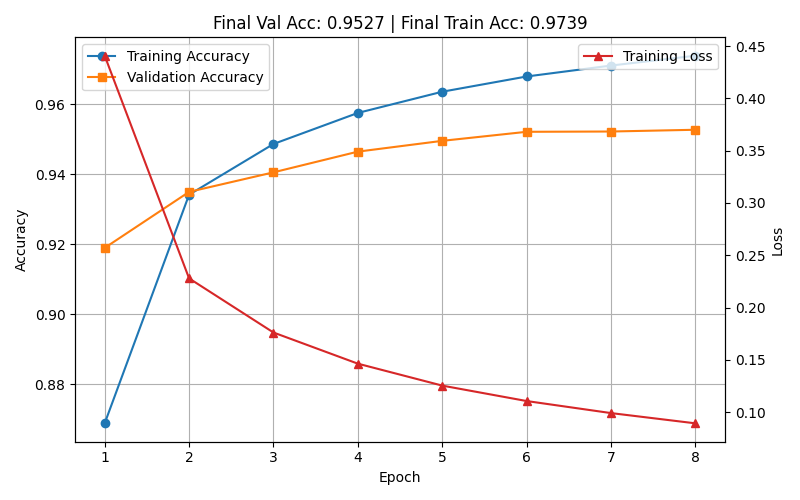 Final Val Acc: 0.9527 | Final Train Acc: 0.9739
Training Accuracy
Validation Accuracy
Training Loss
0.96
0.94
0.92
0.90
0.88
Accuracy
0.45
0.40
0.35
0.30
0.25
0.20
0.15
0.10
Loss
1 2 3 4 5 6 7 8
Epoch